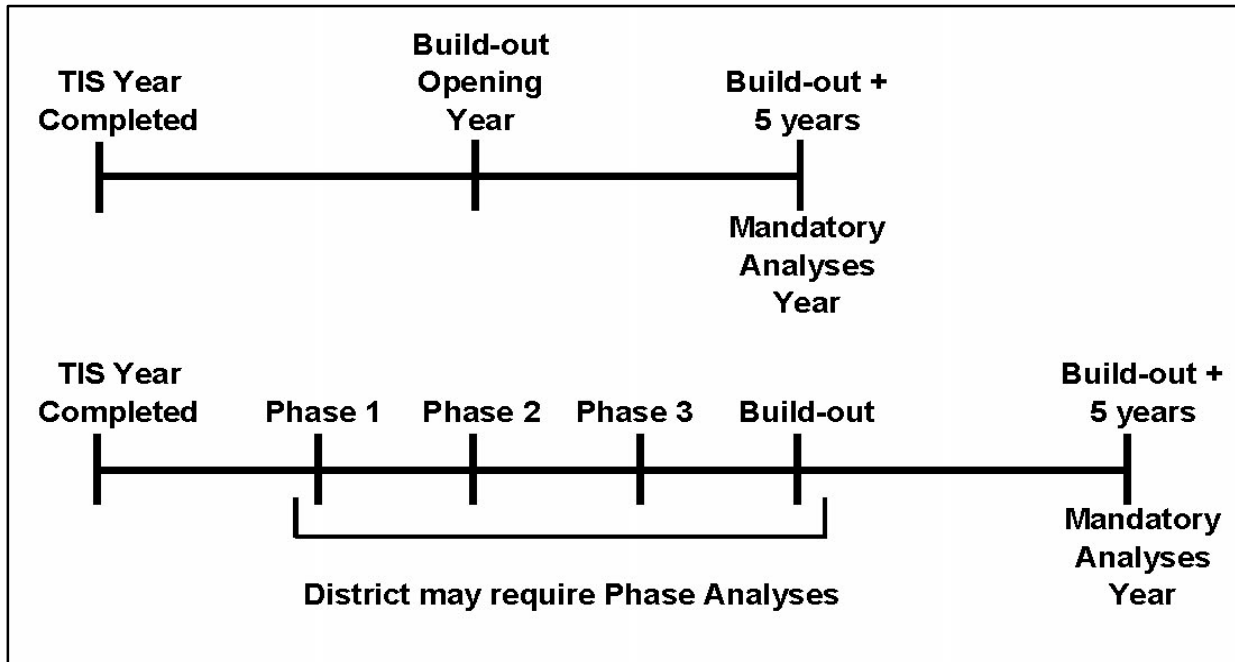 TIS Year
Completed
Build-out
Opening
Year
Build-out +
5 years
Mandatory
Analyses
Year
TIS Year
Completed
Phase 1
Phase 2
Phase 3
Build-out
Build-out +
5 years
Mandatory
Analyses
Year
District may require Phase Analyses